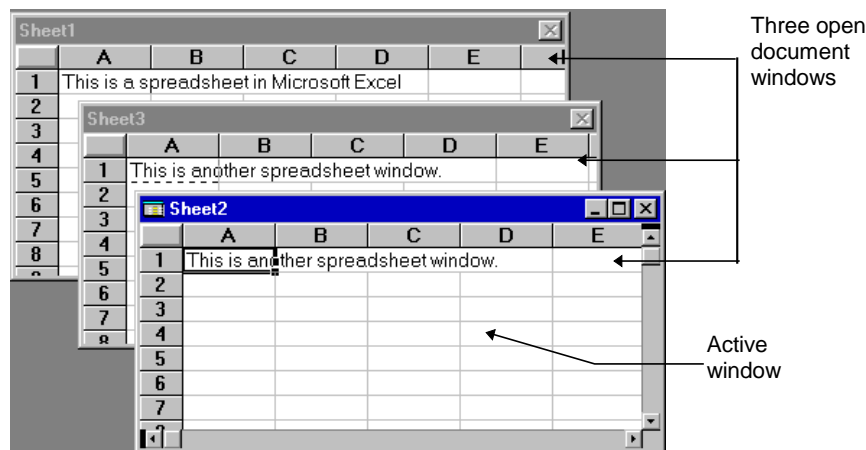 Sheet1
A B C D E
1 This is a spreadsheet in Microsoft Excel
2
3
4
5
6
7
8
Sheet3
A B C D E
1 This is another spreadsheet window.
2
3
4
5
6
7
8
Sheet2
A B C D E
1 This is another spreadsheet window.
2
3
4
5
6
7
Three open
document
windows
Active
window